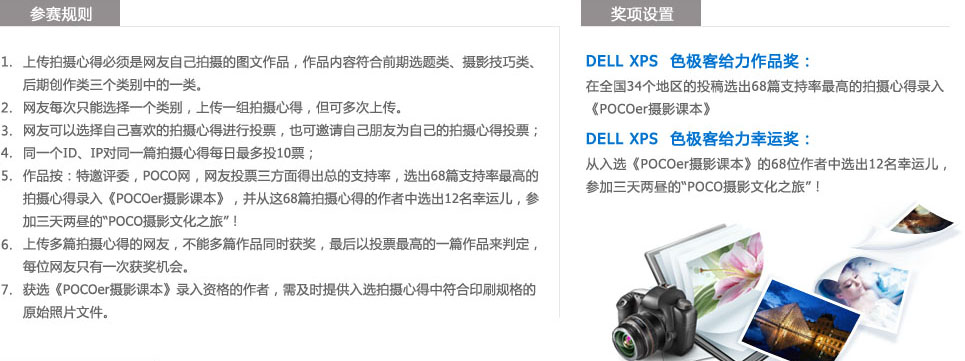 参赛规则
1. 上传拍摄心得必须是网友自己拍摄的图文作品，作品内容符合前期选题类、摄影技巧类、
后期创作类三个类别中的一类。
2. 网友每次只能选择一个类别，上传一组拍摄心得，但可多次上传。
3. 网友可以选择自己喜欢的拍摄心得进行投票，也可邀请自己朋友为自己的拍摄心得投票；
4. 同一个ID、IP对同一篇拍摄心得每日最多投10票；
5. 作品按：特邀评委，POCO网，网友投票三方面得出总的支持率，选出68篇支持率最高的
拍摄心得录入《POCOer摄影课本》，并从这68篇拍摄心得的作者中选出12名幸运儿，参
加三天两昼的“POCO摄影文化之旅”！
6. 上传多篇拍摄心得的网友，不能多篇作品同时获奖，最后以投票最高的一篇作品来判定，
每位网友只有一次获奖机会。
7. 获选《POCOer摄影课本》录入资格的作者，需及时提供入选拍摄心得中符合印刷规格的
原始照片文件。
奖项设置
DELL XPS 色极客给力作品奖：
在全国34个地区的投稿选出68篇支持率最高的拍摄心得录入
《POCOer摄影课本》
DELL XPS 色极客给力幸运奖：
从入选《POCOer摄影课本》的68位作者中选出12名幸运儿，
参加三天两昼的“POCO摄影文化之旅”！